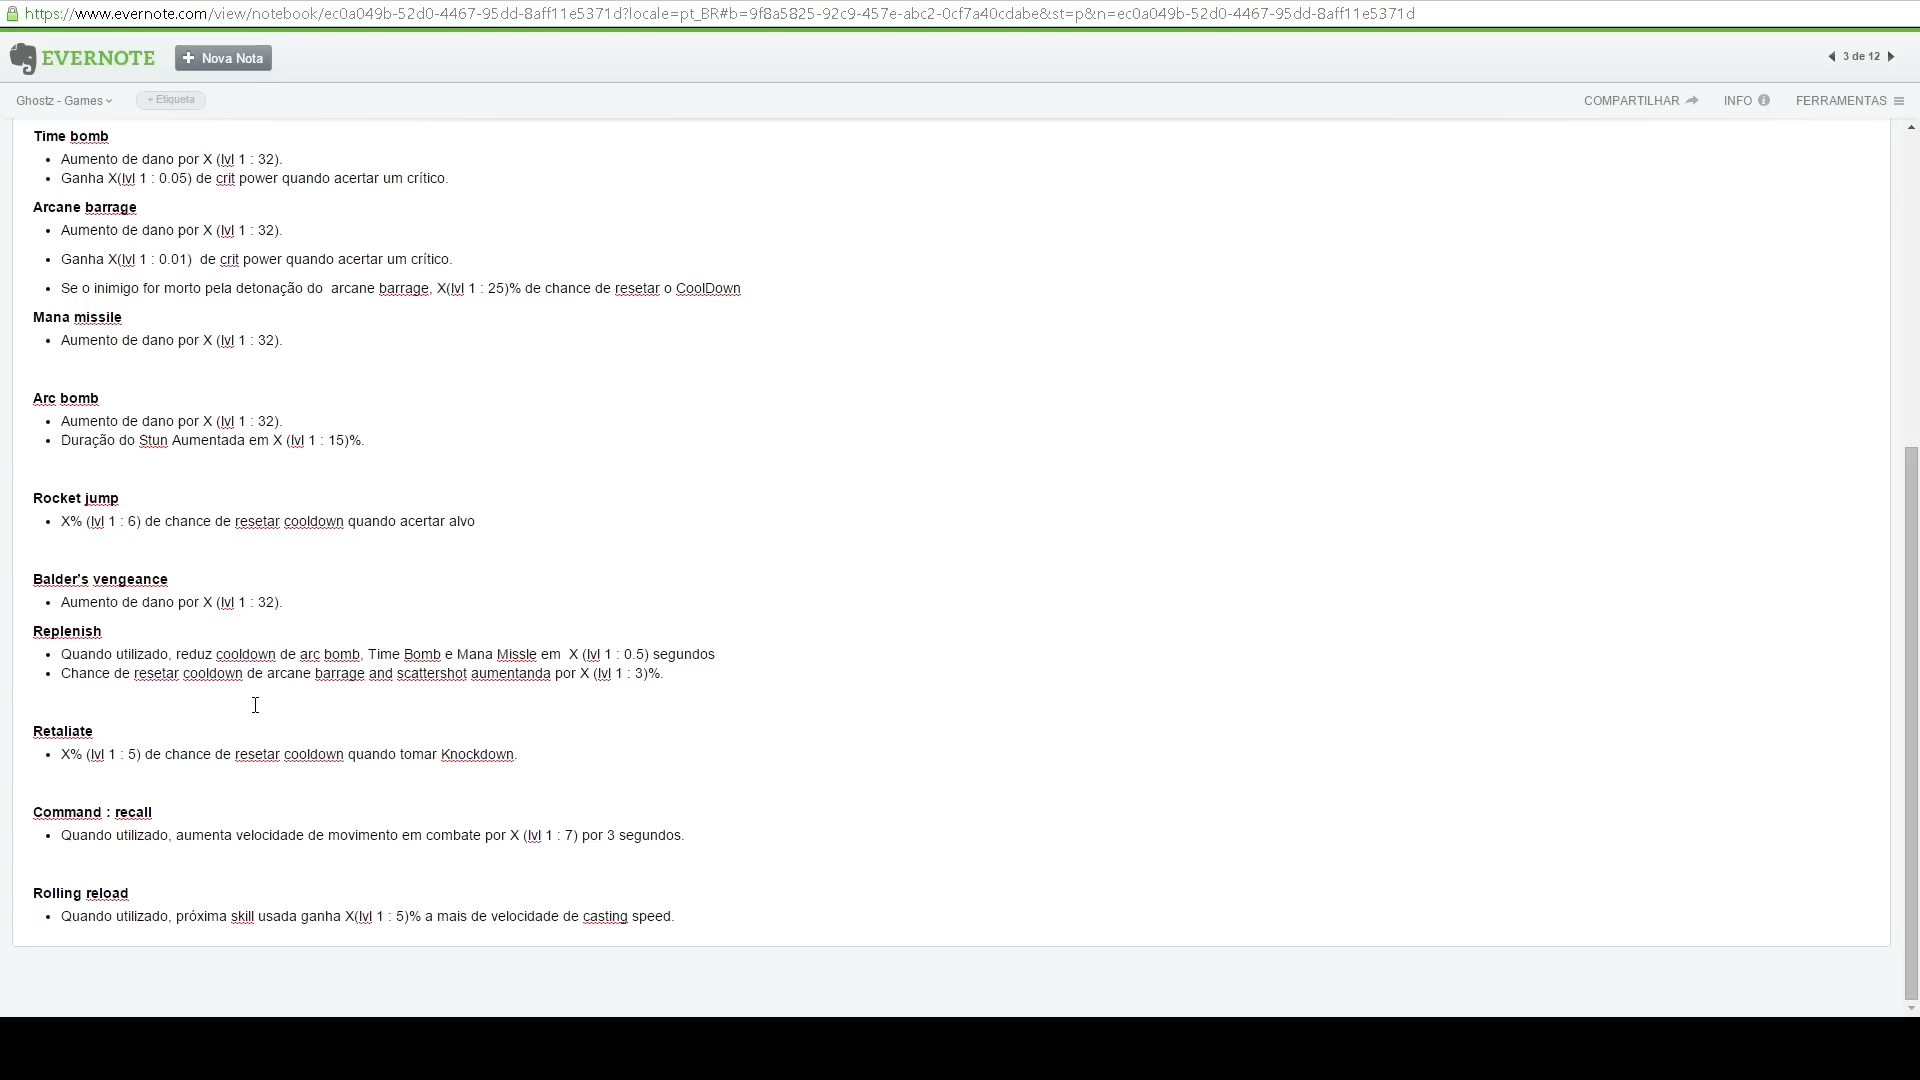 https://www.evernote.com/view/notebook/ec0a049b-52d0-4467-95dd-8aff11e5371d?locale=pt_BR#b=9f8a5825-92c9-457e-abc2-0cf7a40cdabe&st=p&n=ec0a049b-52d0-4467-95dd-8aff11e5371d
EVERNOTE + Nova Nota 3 de 12
Ghostz - Games + Etiqueta COMPARTILHAR INFO FERRAMENTAS
Time bomb
• Aumento de dano por X (lvl 1 : 32).
• Ganha X(lvl 1 : 0.05) de crit power quando acertar um crítico.
Arcane barrage
• Aumento de dano por X (lvl 1 : 32).
• Ganha X(lvl 1 : 0.01)  de crit power quando acertar um crítico.
• Se o inimigo for morto pela detonação do  arcane barrage, X(lvl 1 : 25)% de chance de resetar o CoolDown
Mana missile
• Aumento de dano por X (lvl 1 : 32).
Arc bomb
• Aumento de dano por X (lvl 1 : 32).
• Duração do Stun Aumentada em X (lvl 1 : 15)%.
Rocket jump
• X% (lvl 1 : 6) de chance de resetar cooldown quando acertar alvo
Balder's vengeance
• Aumento de dano por X (lvl 1 : 32).
Replenish
• Quando utilizado, reduz cooldown de arc bomb, Time Bomb e Mana Missle em  X (lvl 1 : 0.5) segundos
• Chance de resetar cooldown de arcane barrage and scattershot aumentanda por X (lvl 1 : 3)%.
Retaliate
• X% (lvl 1 : 5) de chance de resetar cooldown quando tomar Knockdown.
Command : recall
• Quando utilizado, aumenta velocidade de movimento em combate por X (lvl 1 : 7) por 3 segundos.
Rolling reload
• Quando utilizado, próxima skill usada ganha X(lvl 1 : 5)% a mais de velocidade de casting speed.